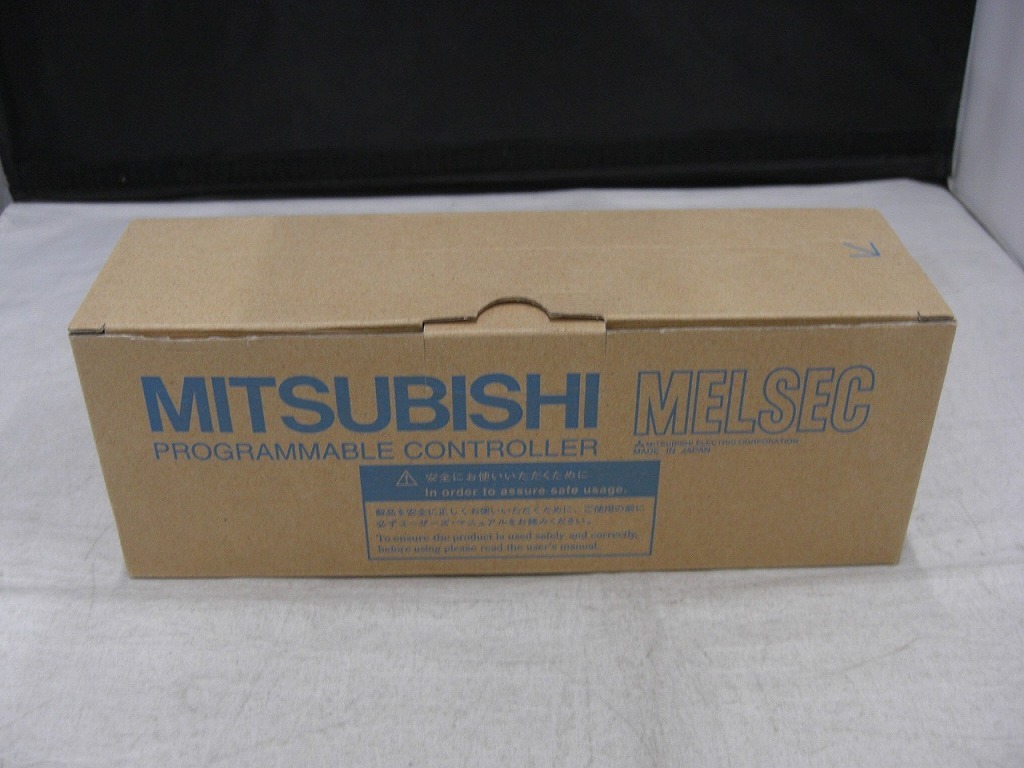 MITSUBISHI
PROGRAMMABLE CONTROLLER
MELSEC
MITSUBISHI ELECTRIC CORPORATION
MADE IN JAPAN
安全にお使いいただくために
In order to assure safe usage.
製品を安全に正しくお使いいただくために、ご使用の前に
必ずユーザーズ・マニュアルをお読みください。
To ensure the product is used safely and correctly,
before using please read the user's manual.